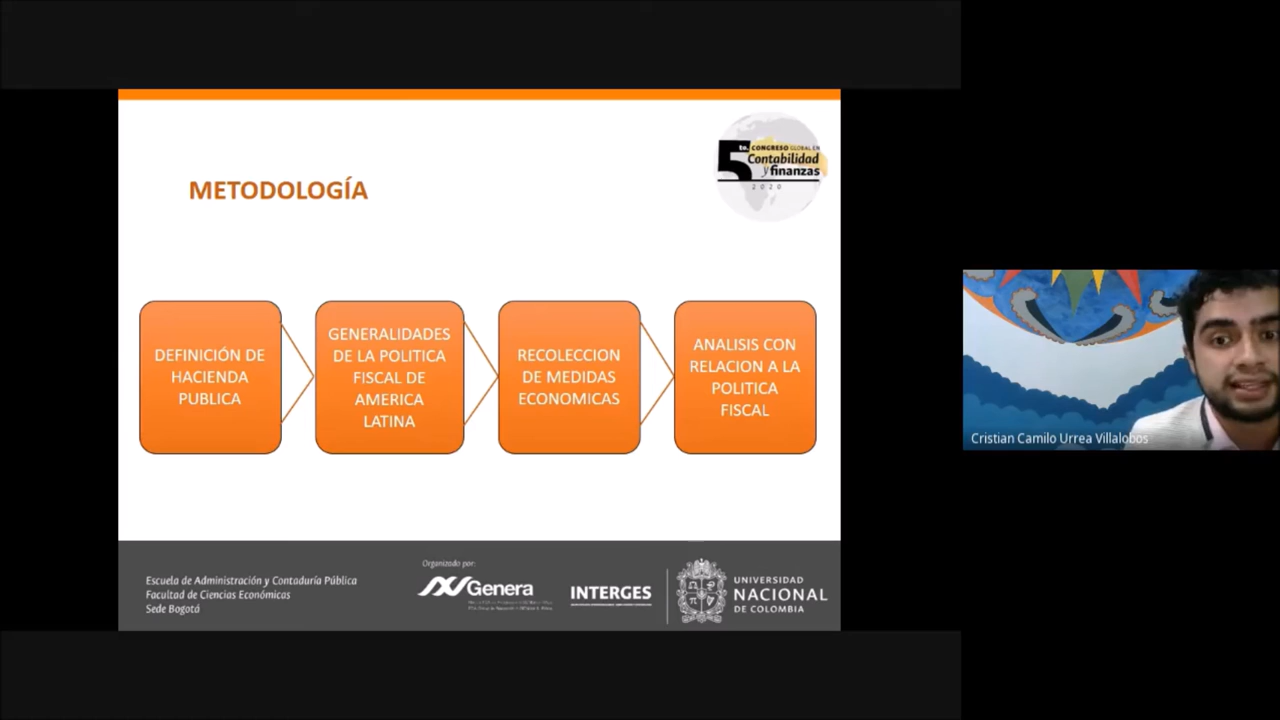 METODOLOGÍA
5to. CONGRESO GLOBAL EN
Contabilidad
y finanzas
2020
DEFINICIÓN DE
HACIENDA
PUBLICA
GENERALIDADES
DE LA POLITICA
FISCAL DE
AMERICA
LATINA
RECOLECCION
DE MEDIDAS
ECONOMICAS
ANALISIS CON
RELACION A LA
POLITICA
FISCAL
Cristian Camilo Urrea Villalobos
Escuela de Administración y Contaduría Pública
Facultad de Ciencias Económicas
Sede Bogotá
Organizado por:
Genera
INTERGES
UNIVERSIDAD
NACIONAL
DE COLOMBIA